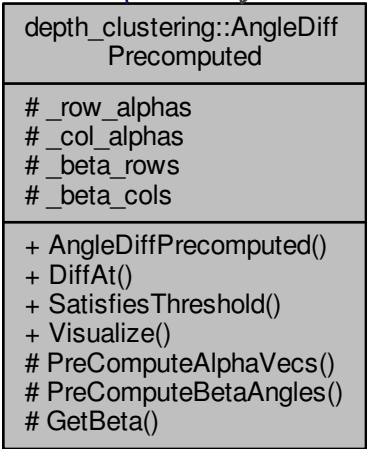 depth_clustering::AngleDiff
Precomputed
# _row_alphas
# _col_alphas
# _beta_rows
# _beta_cols
+ AngleDiffPrecomputed()
+ DiffAt()
+ SatisfiesThreshold()
+ Visualize()
# PreComputeAlphaVecs()
# PreComputeBetaAngles()
# GetBeta()